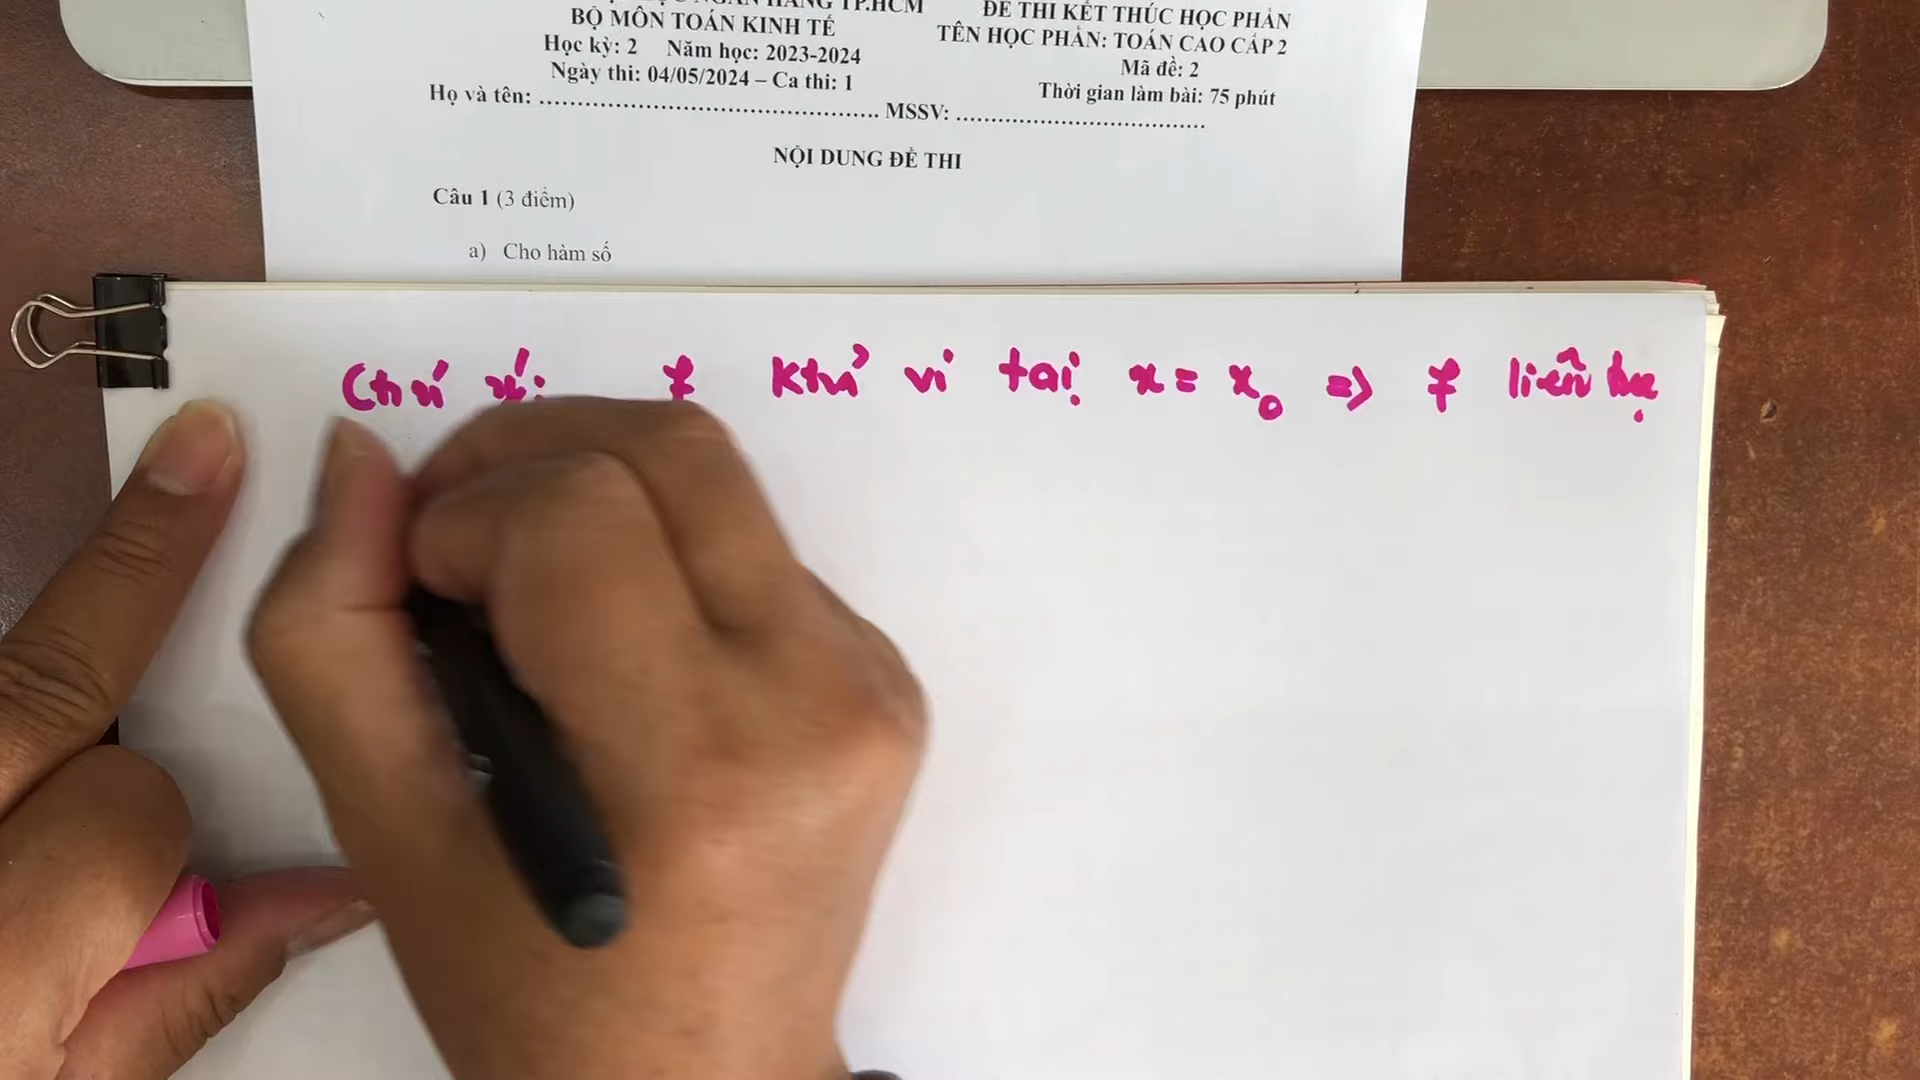 HÀNG TP.HCM
BỘ MÔN TOÁN KINH TẾ
Học kỳ: 2 Năm học: 2023-2024
Ngày thi: 04/05/2024 – Ca thi: 1
ĐỀ THI KẾT THÚC HỌC PHẦN
TÊN HỌC PHẦN: TOÁN CAO CẤP 2
Mã đề: 2
Thời gian làm bài: 75 phút
Họ và tên: ................................................ MSSV: ...................................
NỘI DUNG ĐỀ THI
Câu 1 (3 điểm)
a) Cho hàm số
Chú ý: f khả vi tại x = x₀ => f liên tục